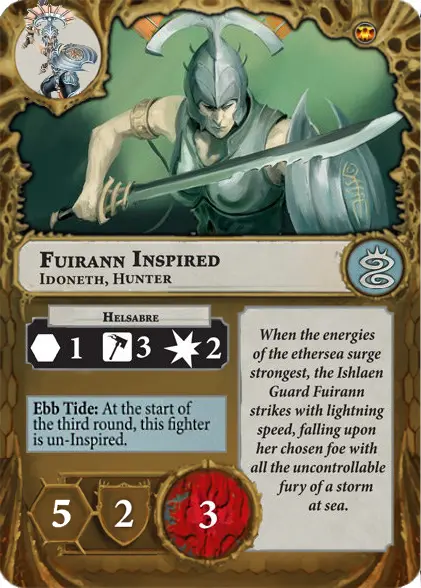 Fuirann Inspired
Idoneth, Hunter
Helsabre
1 3 2
Ebb Tide: At the start of
the third round, this fighter
is un-Inspired.
When the energies
of the ethersea surge
strongest, the Ishlaen
Guard Fuirann
strikes with lightning
speed, falling upon
her chosen foe with
all the uncontrollable
fury of a storm
at sea.
5 2 3